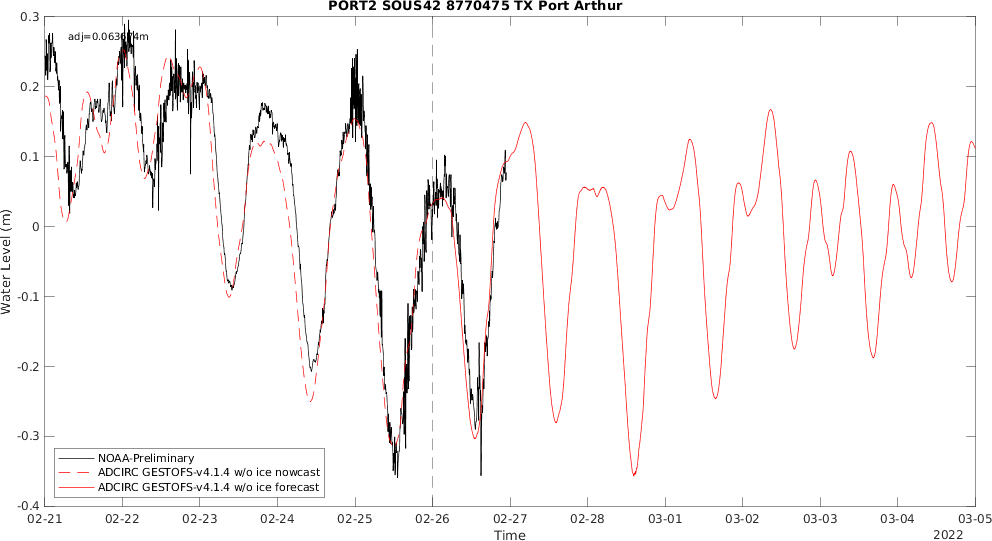 PORT2 SOUS42 8770475 TX Port Arthur
0.3
0.2
0.1
0
-0.1
-0.2
-0.3
-0.4
Water Level (m)
NOAA-Preliminary
ADCIRC GESTOFS-v4.1.4 w/o ice nowcast
ADCIRC GESTOFS-v4.1.4 w/o ice forecast
02-21 02-22 02-23 02-24 02-25 02-26 02-27 02-28 03-01 03-02 03-03 03-04 03-05
Time
2022